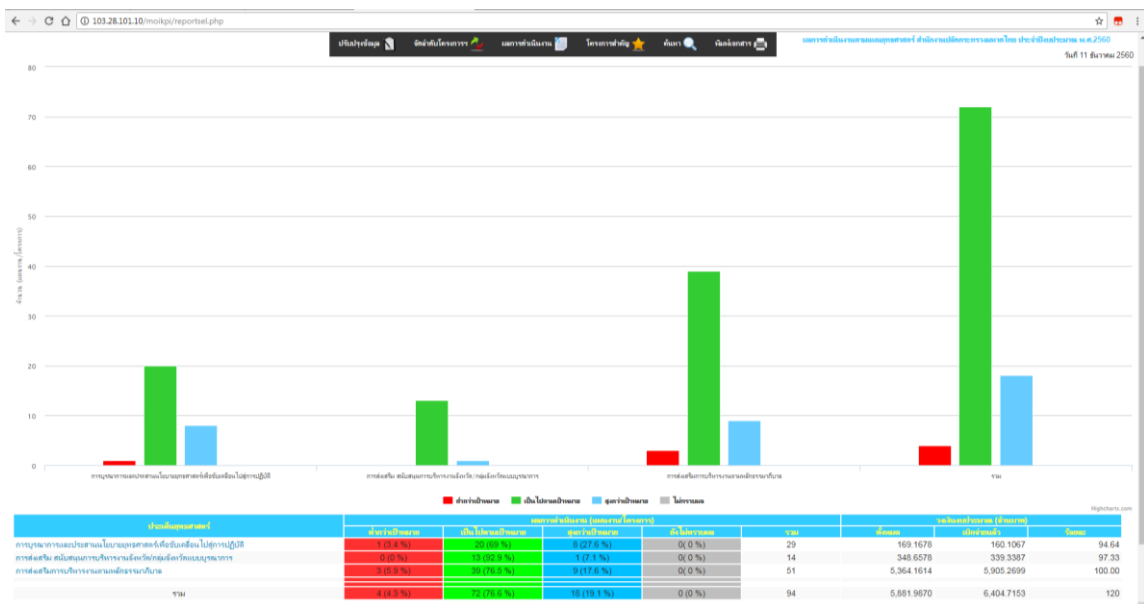 103.28.101.10/moikpi/reportsel.php
ปรับปรุงข้อมูล จัดลำดับโครงการฯ ผลการดำเนินงาน โครงการสำคัญ ค้นหา พิมพ์เอกสาร
ผลการดำเนินงานตามแผนยุทธศาสตร์ สำนักงานปลัดกระทรวงมหาดไทย ประจำปีงบประมาณ พ.ศ.2560
วันที่ 11 ธันวาคม 2560
80
70
60
50
40
30
20
10
0
จำนวน (แผนงาน/โครงการ)
การบูรณาการและประสานนโยบายยุทธศาสตร์เพื่อขับเคลื่อนไปสู่การปฏิบัติ การส่งเสริม สนับสนุนการบริหารงานจังหวัด/กลุ่มจังหวัดแบบบูรณาการ การส่งเสริมการบริหารงานตามหลักธรรมาภิบาล รวม
ต่ำกว่าเป้าหมาย เป็นไปตามเป้าหมาย สูงกว่าเป้าหมาย ไม่ทราบผล
Highcharts.com
ประเด็นยุทธศาสตร์ ผลการดำเนินงาน (แผนงาน/โครงการ) วงเงินงบประมาณ (ล้านบาท)
ต่ำกว่าเป้าหมาย เป็นไปตามเป้าหมาย สูงกว่าเป้าหมาย ยังไม่ทราบผล รวม ทั้งหมด เบิกจ่ายแล้ว ร้อยละ
การบูรณาการและประสานนโยบายยุทธศาสตร์เพื่อขับเคลื่อนไปสู่การปฏิบัติ 1 (3.4 %) 20 (69 %) 8 (27.6 %) 0( 0 %) 29 169.1678 160.1067 94.64
การส่งเสริม สนับสนุนการบริหารงานจังหวัด/กลุ่มจังหวัดแบบบูรณาการ 0 (0 %) 13 (92.9 %) 1 (7.1 %) 0( 0 %) 14 348.6578 339.3387 97.33
การส่งเสริมการบริหารงานตามหลักธรรมาภิบาล 3 (5.9 %) 39 (76.5 %) 9 (17.6 %) 0( 0 %) 51 5,364.1614 5,905.2699 100.00
รวม 4 (4.3 %) 72 (76.6 %) 18 (19.1 %) 0 (0 %) 94 5,881.9870 6,404.7153 120